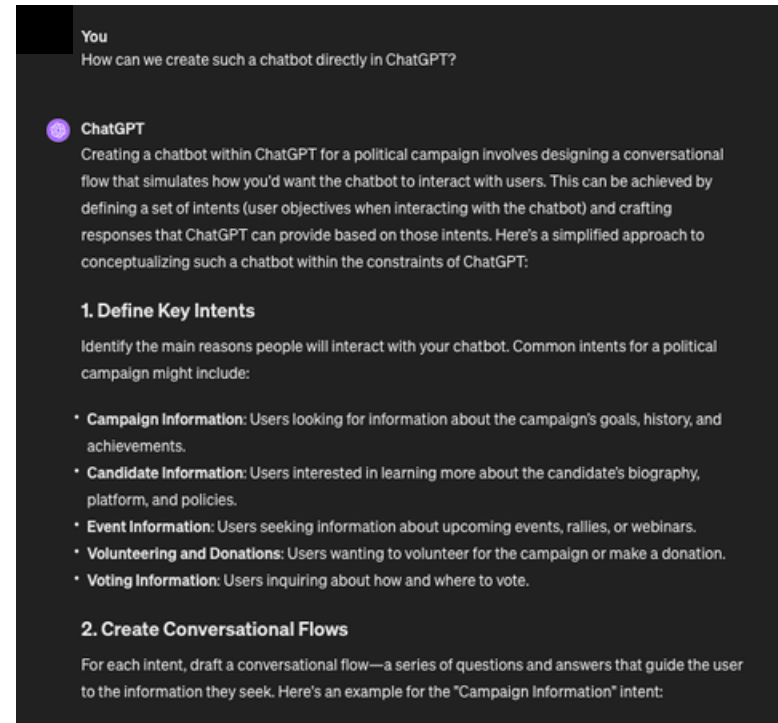 You
How can we create such a chatbot directly in ChatGPT?
ChatGPT
Creating a chatbot within ChatGPT for a political campaign involves designing a conversational
flow that simulates how you'd want the chatbot to interact with users. This can be achieved by
defining a set of intents (user objectives when interacting with the chatbot) and crafting
responses that ChatGPT can provide based on those intents. Here's a simplified approach to
conceptualizing such a chatbot within the constraints of ChatGPT:
1. Define Key Intents
Identify the main reasons people will interact with your chatbot. Common intents for a political
campaign might include:
• Campaign Information: Users looking for information about the campaign's goals, history, and
achievements.
• Candidate Information: Users interested in learning more about the candidate's biography,
platform, and policies.
• Event Information: Users seeking information about upcoming events, rallies, or webinars.
• Volunteering and Donations: Users wanting to volunteer for the campaign or make a donation.
• Voting Information: Users inquiring about how and where to vote.
2. Create Conversational Flows
For each intent, draft a conversational flow—a series of questions and answers that guide the user
to the information they seek. Here's an example for the "Campaign Information" intent: